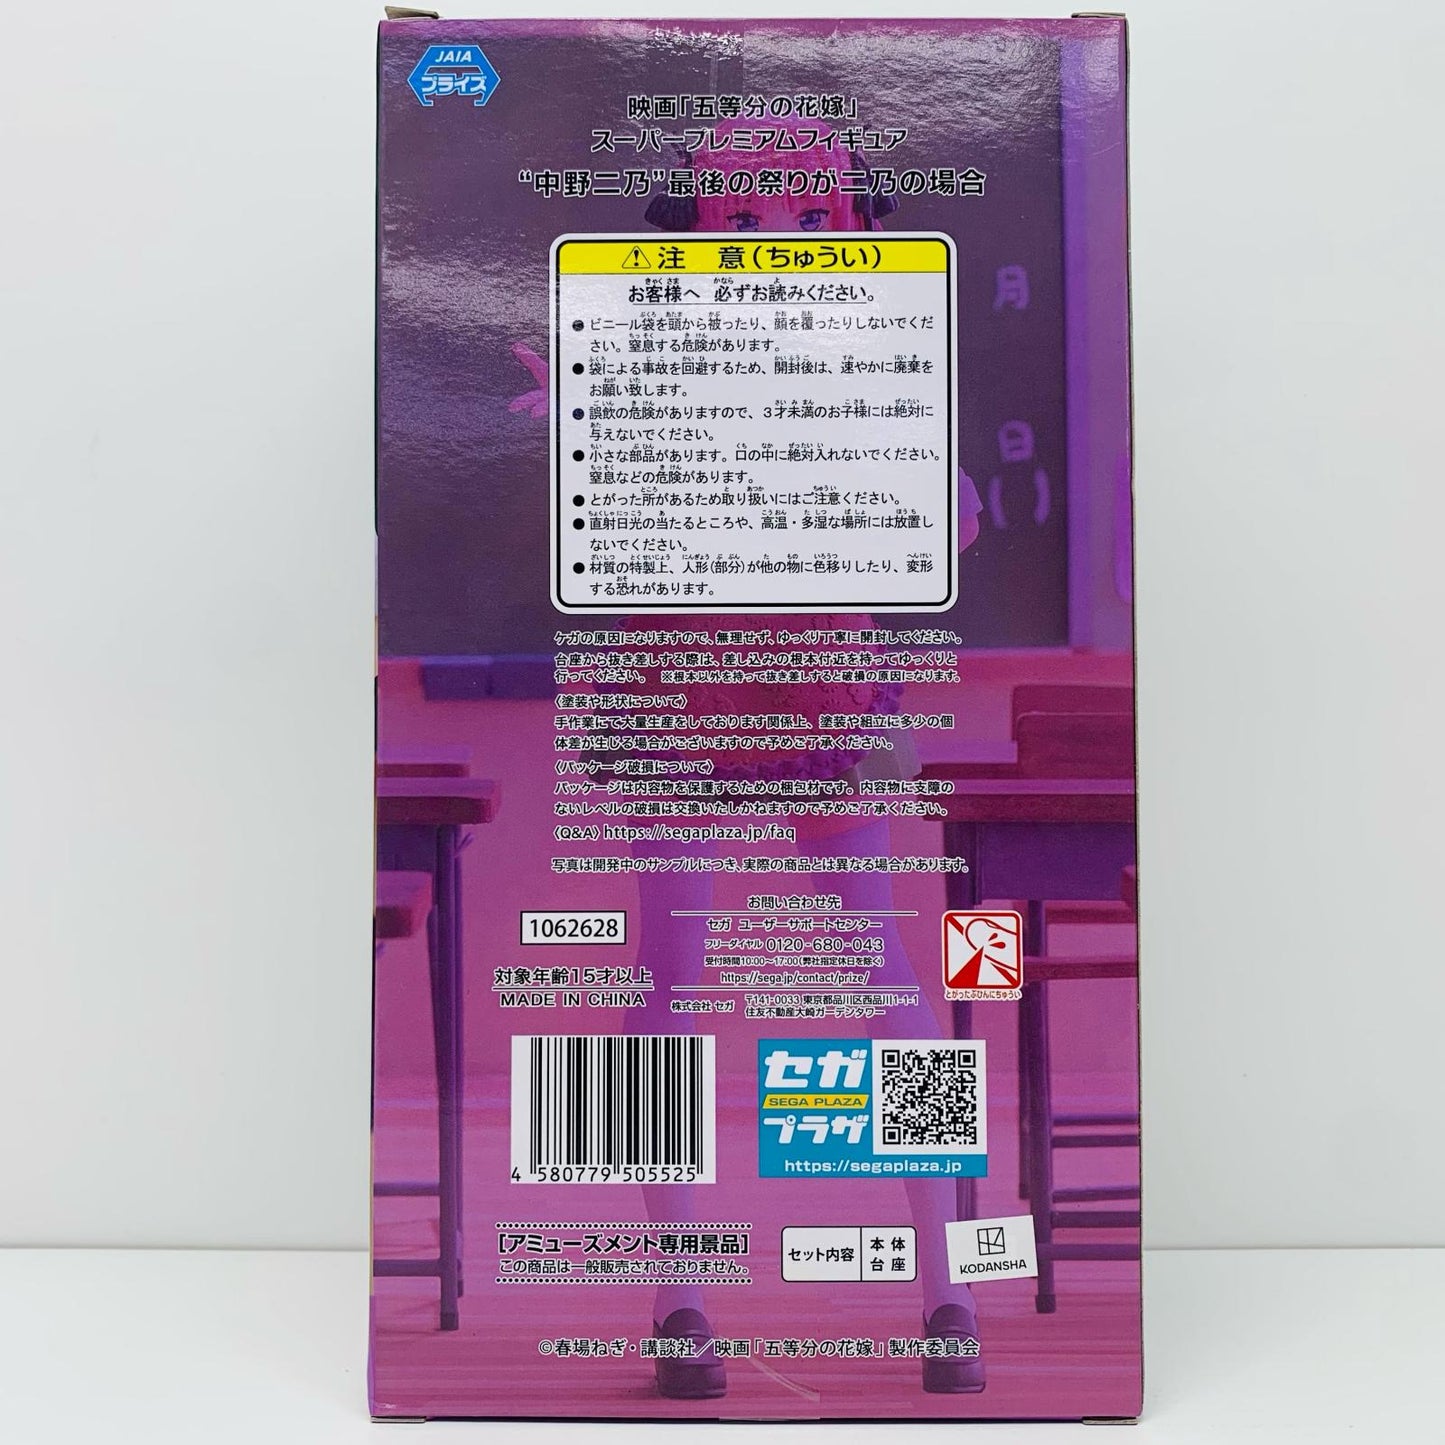 JAIA
プライズ
映画「五等分の花嫁」
スーパープレミアムフィギュア
“中野二乃”最後の祭りが二乃の場合
月
日
( )
注 意（ちゅうい）
お客様へ 必ずお読みください。
● ビニール袋を頭から被ったり、顔を覆ったりしないでくだ
さい。窒息する危険があります。
● 袋による事故を回避するため、開封後は、速やかに廃棄を
お願い致します。
● 誤飲の危険がありますので、３才未満のお子様には絶対に
与えないでください。
● 小さな部品があります。口の中に絶対入れないでください。
窒息などの危険があります。
● とがった所があるため取り扱いにはご注意ください。
● 直射日光の当たるところや、高温・多湿な場所には放置し
ないでください。
● 材質の特製上、人形（部分）が他の物に色移りしたり、変形
する恐れがあります。
ケガの原因になりますので、無理せず、ゆっくり丁寧に開封してください。
台座から抜き差しする際は、差し込みの根本付近を持ってゆっくりと
行ってください。 ※根本以外を持って抜き差しすると破損の原因になります。
〈塗装や形状について〉
手作業にて大量生産をしております関係上、塗装や組立に多少の個
体差が生じる場合がございますので予めご了承ください。
〈パッケージ破損について〉
パッケージは内容物を保護するための梱包材です。内容物に支障の
ないレベルの破損は交換いたしかねますので予めご了承ください。
〈Q&A〉https://segaplaza.jp/faq
写真は開発中のサンプルにつき、実際の商品とは異なる場合があります。
1062628
対象年齢15才以上
MADE IN CHINA
お問い合わせ先
セガ ユーザーサポートセンター
フリーダイヤル 0120-680-043
受付時間10:00～17:00（弊社指定休日を除く）
https://sega.jp/contact/prize/
株式会社 セガ 〒141-0033 東京都品川区西品川1-1-1
住友不動産大崎ガーデンタワー
とがったぶひんにちゅうい
4 580779 505525
セガ
SEGA PLAZA
プラザ
https://segaplaza.jp
［アミューズメント専用景品］
この商品は一般販売されておりません。
セット内容
本体
台座
KODANSHA
©春場ねぎ・講談社／映画「五等分の花嫁」製作委員会